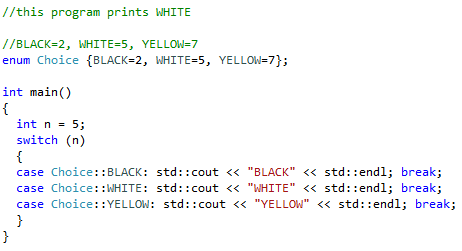 //this program prints WHITE
//BLACK=2, WHITE=5, YELLOW=7
enum Choice {BLACK=2, WHITE=5, YELLOW=7};
int main()
{
int n = 5;
switch (n)
{
case Choice::BLACK: std::cout << "BLACK" << std::endl; break;
case Choice::WHITE: std::cout << "WHITE" << std::endl; break;
case Choice::YELLOW: std::cout << "YELLOW" << std::endl; break;
}
}